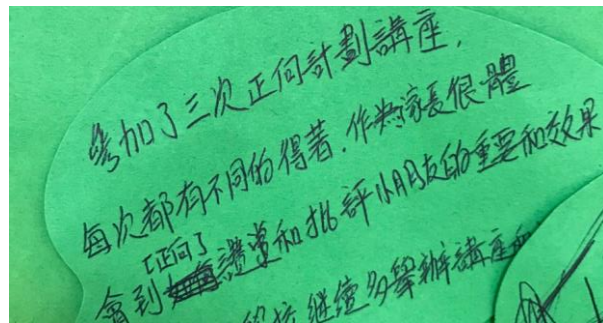 參加了三次正向計劃講座,
每次都有不同的得著,作為家長很體
會到「正向」讚賞和批評小朋友的重要和效果
學校繼續多舉辦講座